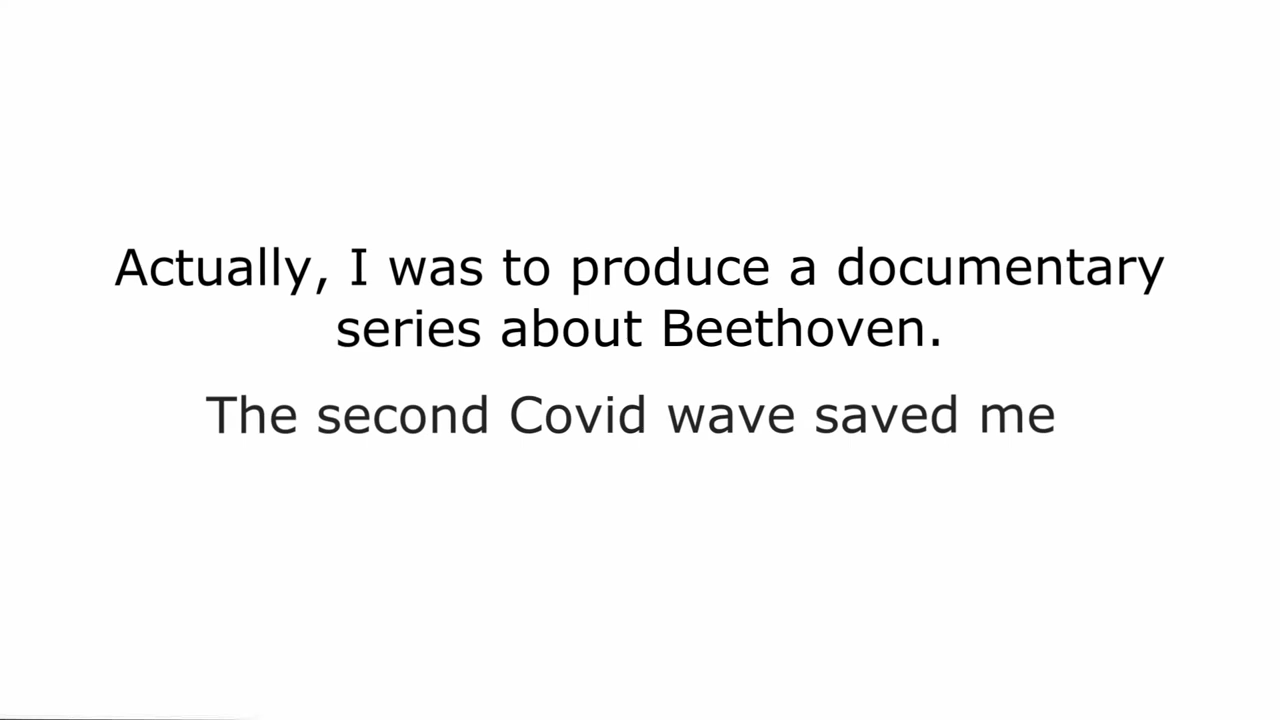 Actually, I was to produce a documentary
series about Beethoven.
The second Covid wave saved me